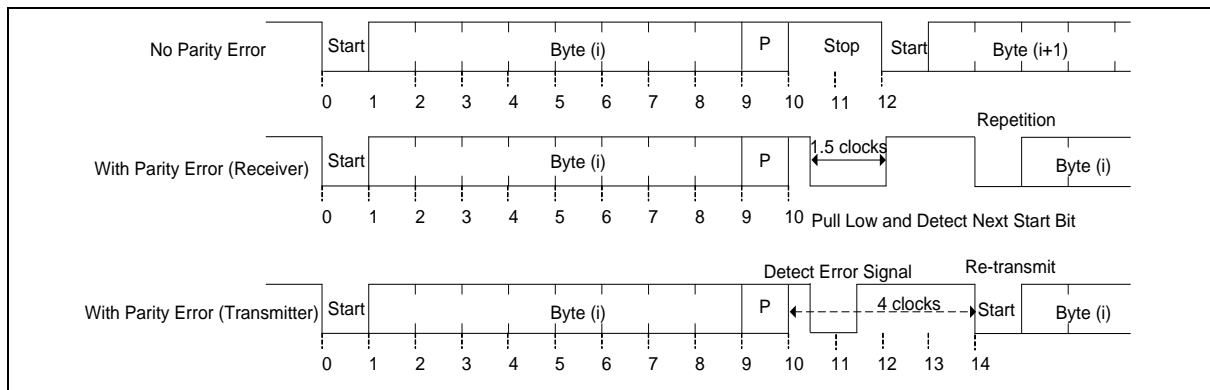 No Parity Error
Start Byte (i) P Stop Start Byte (i+1)
0 1 2 3 4 5 6 7 8 9 10 11 12
Repetition
With Parity Error (Receiver)
Start Byte (i) P 1.5 clocks Byte (i)
0 1 2 3 4 5 6 7 8 9 10
Pull Low and Detect Next Start Bit
Detect Error Signal Re-transmit
With Parity Error (Transmitter)
Start Byte (i) P 4 clocks Start Byte (i)
0 1 2 3 4 5 6 7 8 9 10 11 12 13 14